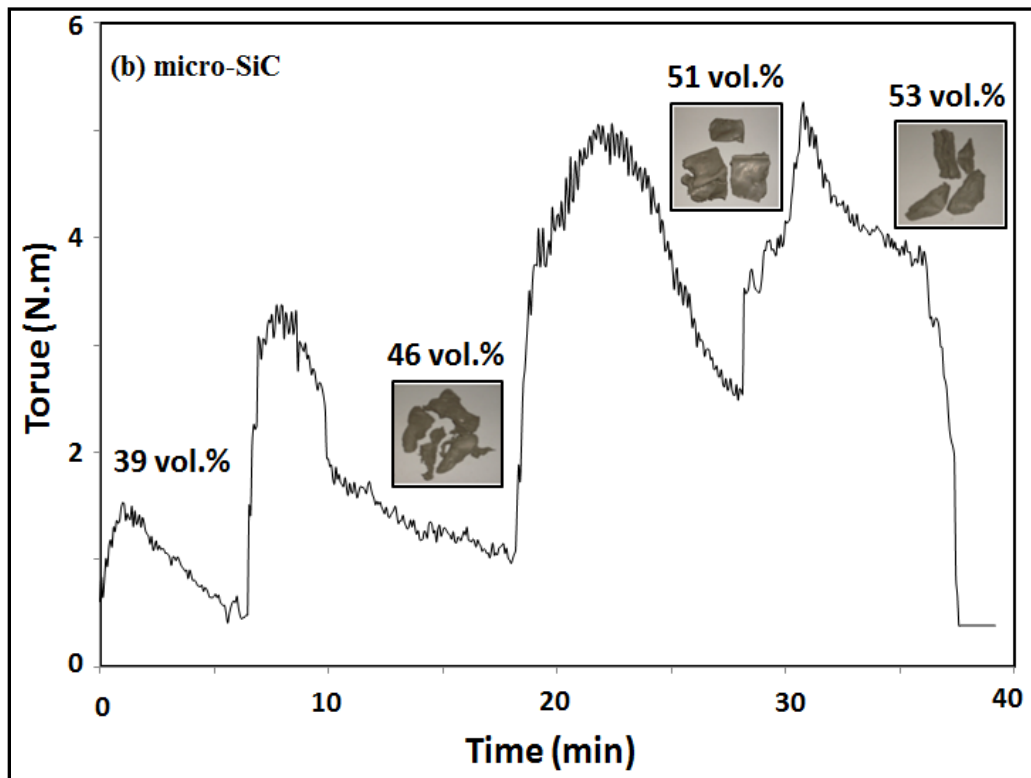 (b) micro-SiC
51 vol.%
53 vol.%
46 vol.%
39 vol.%
Torue (N.m)
6
4
2
0
0 10 20 30 40
Time (min)